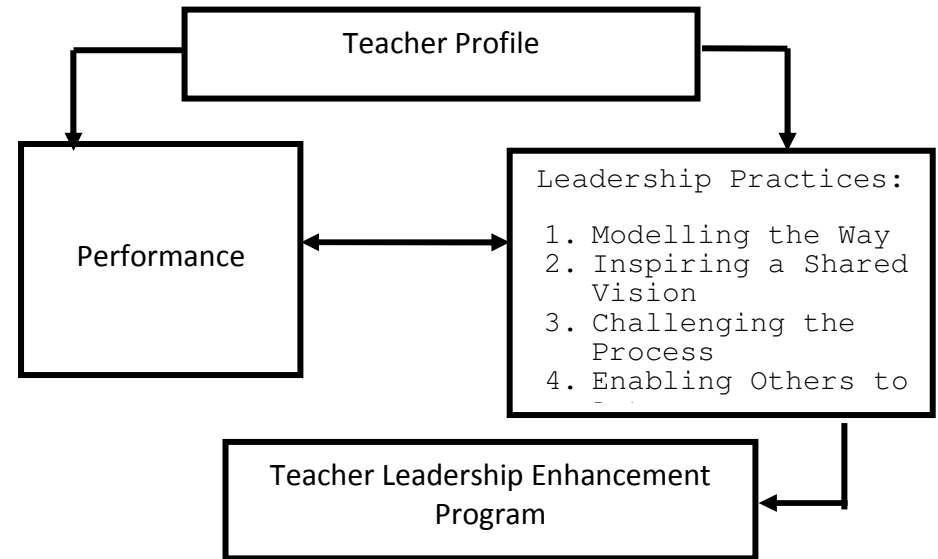 Teacher Profile
Performance
Leadership Practices:
1. Modelling the Way
2. Inspiring a Shared
Vision
3. Challenging the
Process
4. Enabling Others to
Teacher Leadership Enhancement
Program